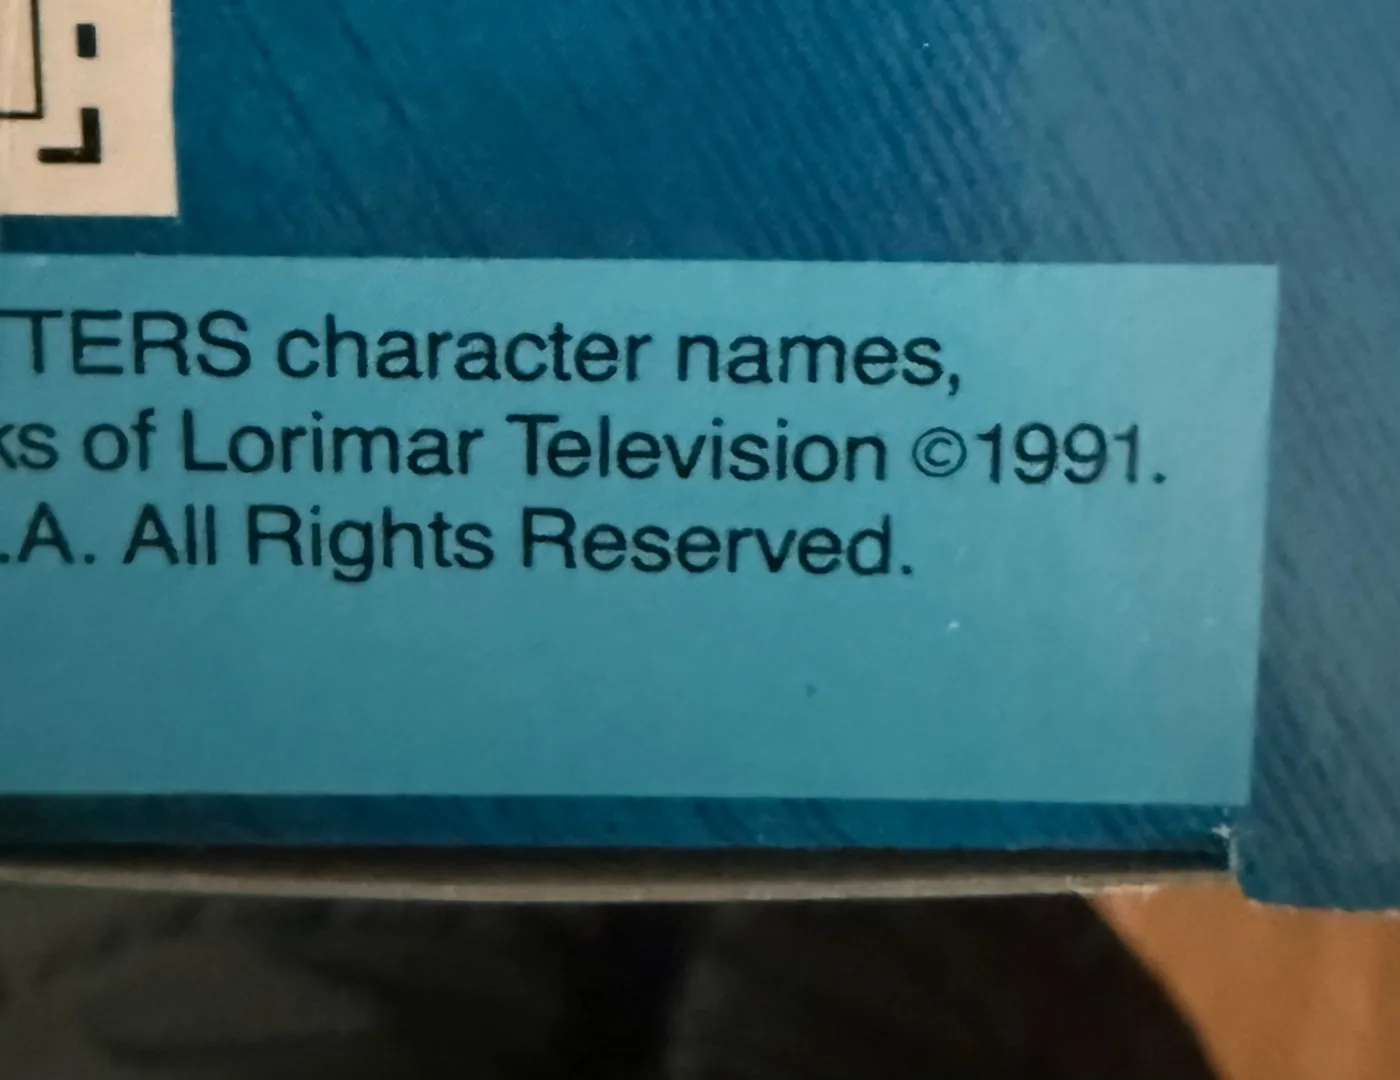 TERS character names,
ks of Lorimar Television ©1991.
.A. All Rights Reserved.